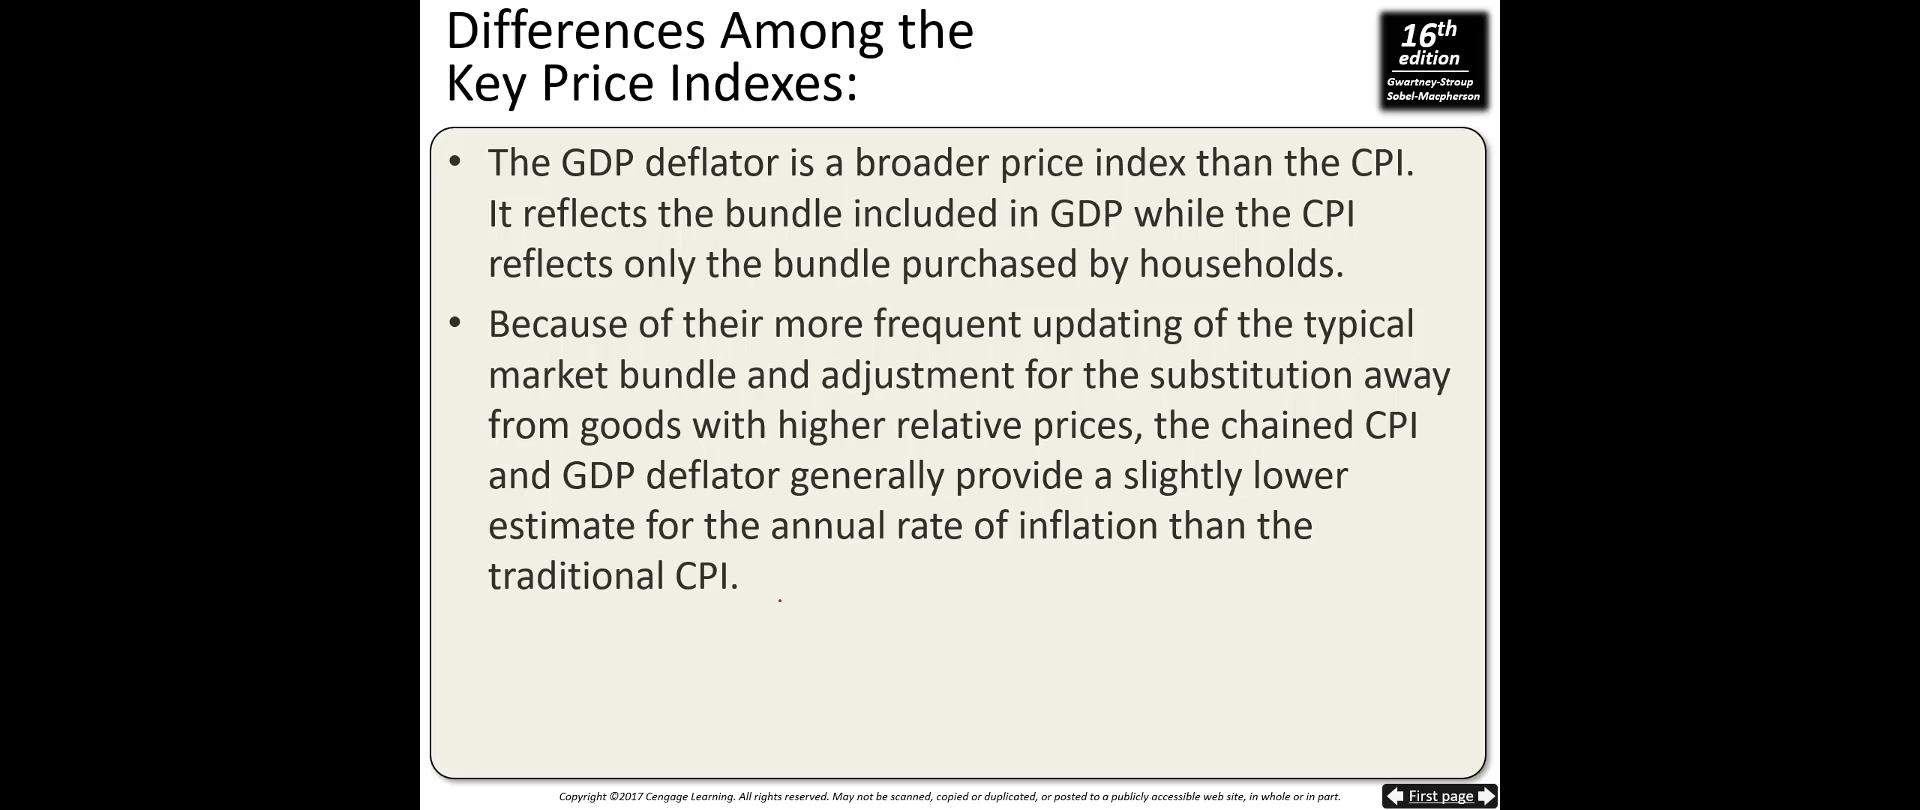 Differences Among the
Key Price Indexes:
16th
edition
Gwartney-Stroup
Sobel-Macpherson
• The GDP deflator is a broader price index than the CPI.
It reflects the bundle included in GDP while the CPI
reflects only the bundle purchased by households.
• Because of their more frequent updating of the typical
market bundle and adjustment for the substitution away
from goods with higher relative prices, the chained CPI
and GDP deflator generally provide a slightly lower
estimate for the annual rate of inflation than the
traditional CPI.
Copyright ©2017 Cengage Learning. All rights reserved. May not be scanned, copied or duplicated, or posted to a publicly accessible web site, in whole or in part.
First page